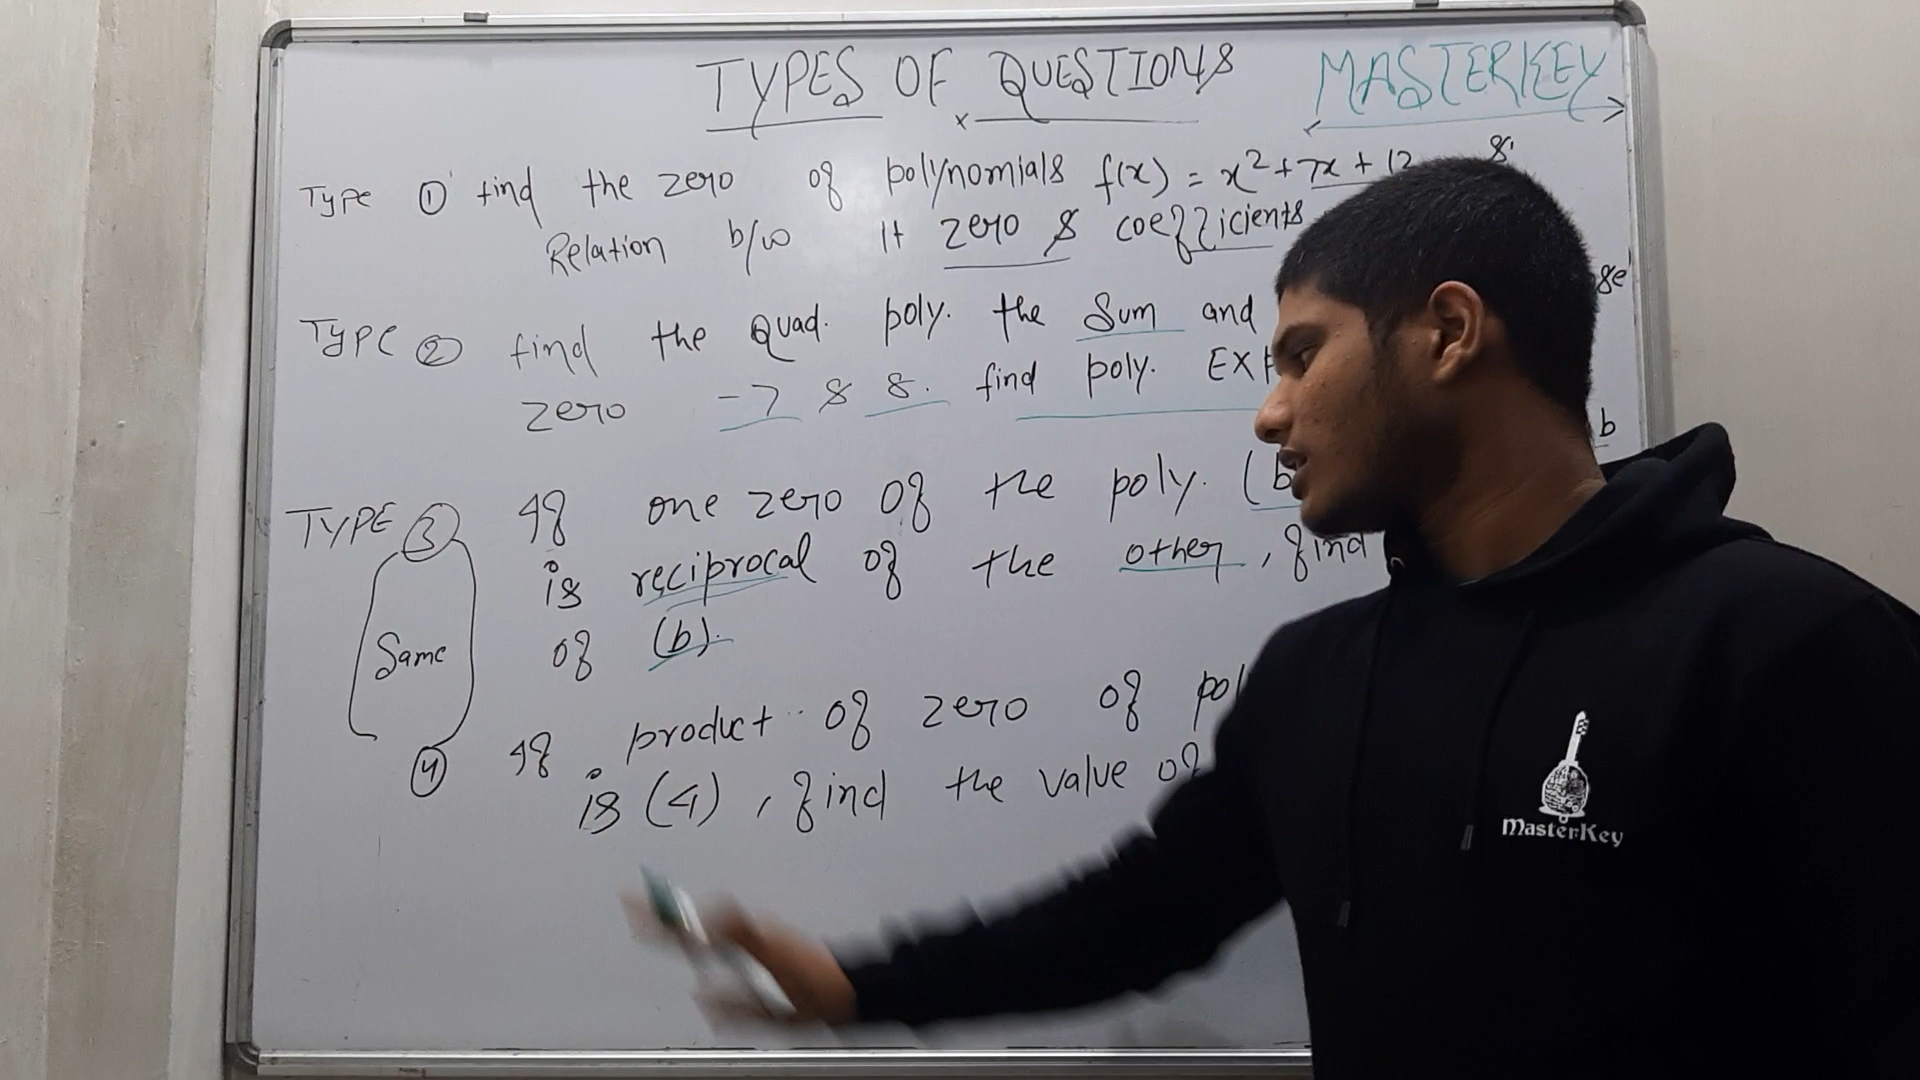 TYPES OF QUESTIONS MASTERKEY
Type ① find the zero of polynomials f(x) = x² + 7x + 12 &
Relation b/w it zero & coefficients
TYPE ② find the Quad. poly. the Sum and
zero -7 & 8. find poly.
TYPE ③ If one zero of the poly. (b
is reciprocal of the other, find
of (b).
Same
④ If product of zero of
is (4), find the value of
MasterKey